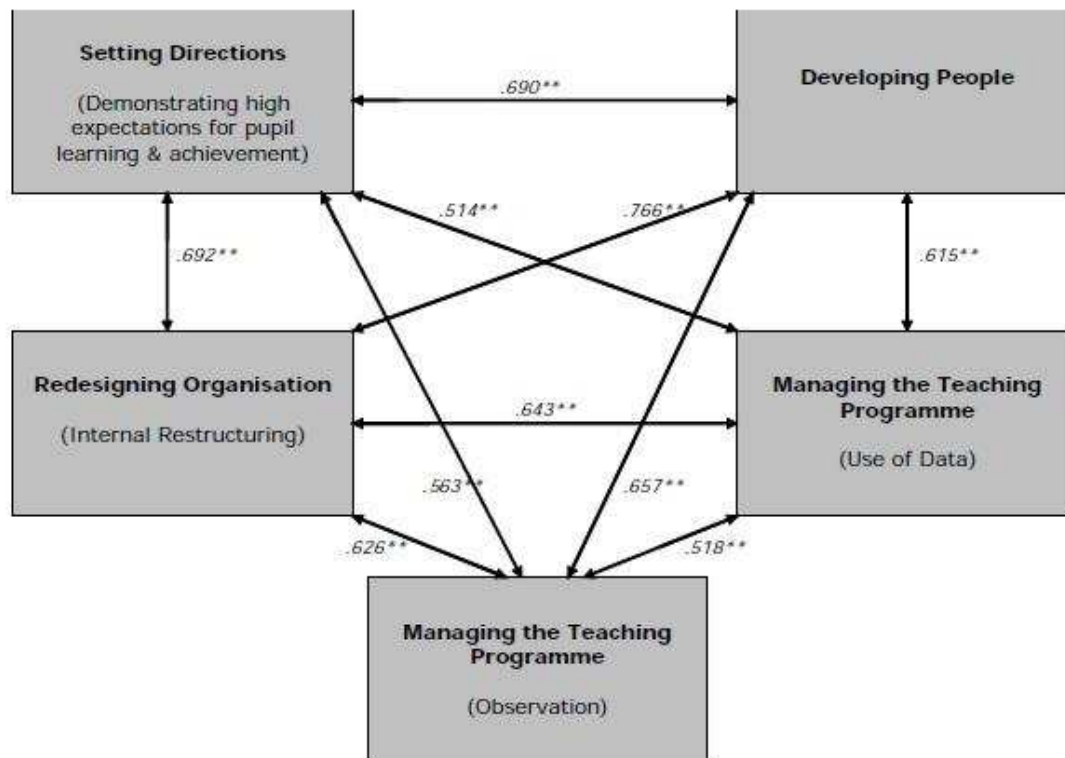 Setting Directions
(Demonstrating high
expectations for pupil
learning & achievement)
.690**
Developing People
.514**
.766**
.692**
.615**
Redesigning Organisation
(Internal Restructuring)
.643**
Managing the Teaching
Programme
(Use of Data)
.563**
.657**
.626**
.518**
Managing the Teaching
Programme
(Observation)